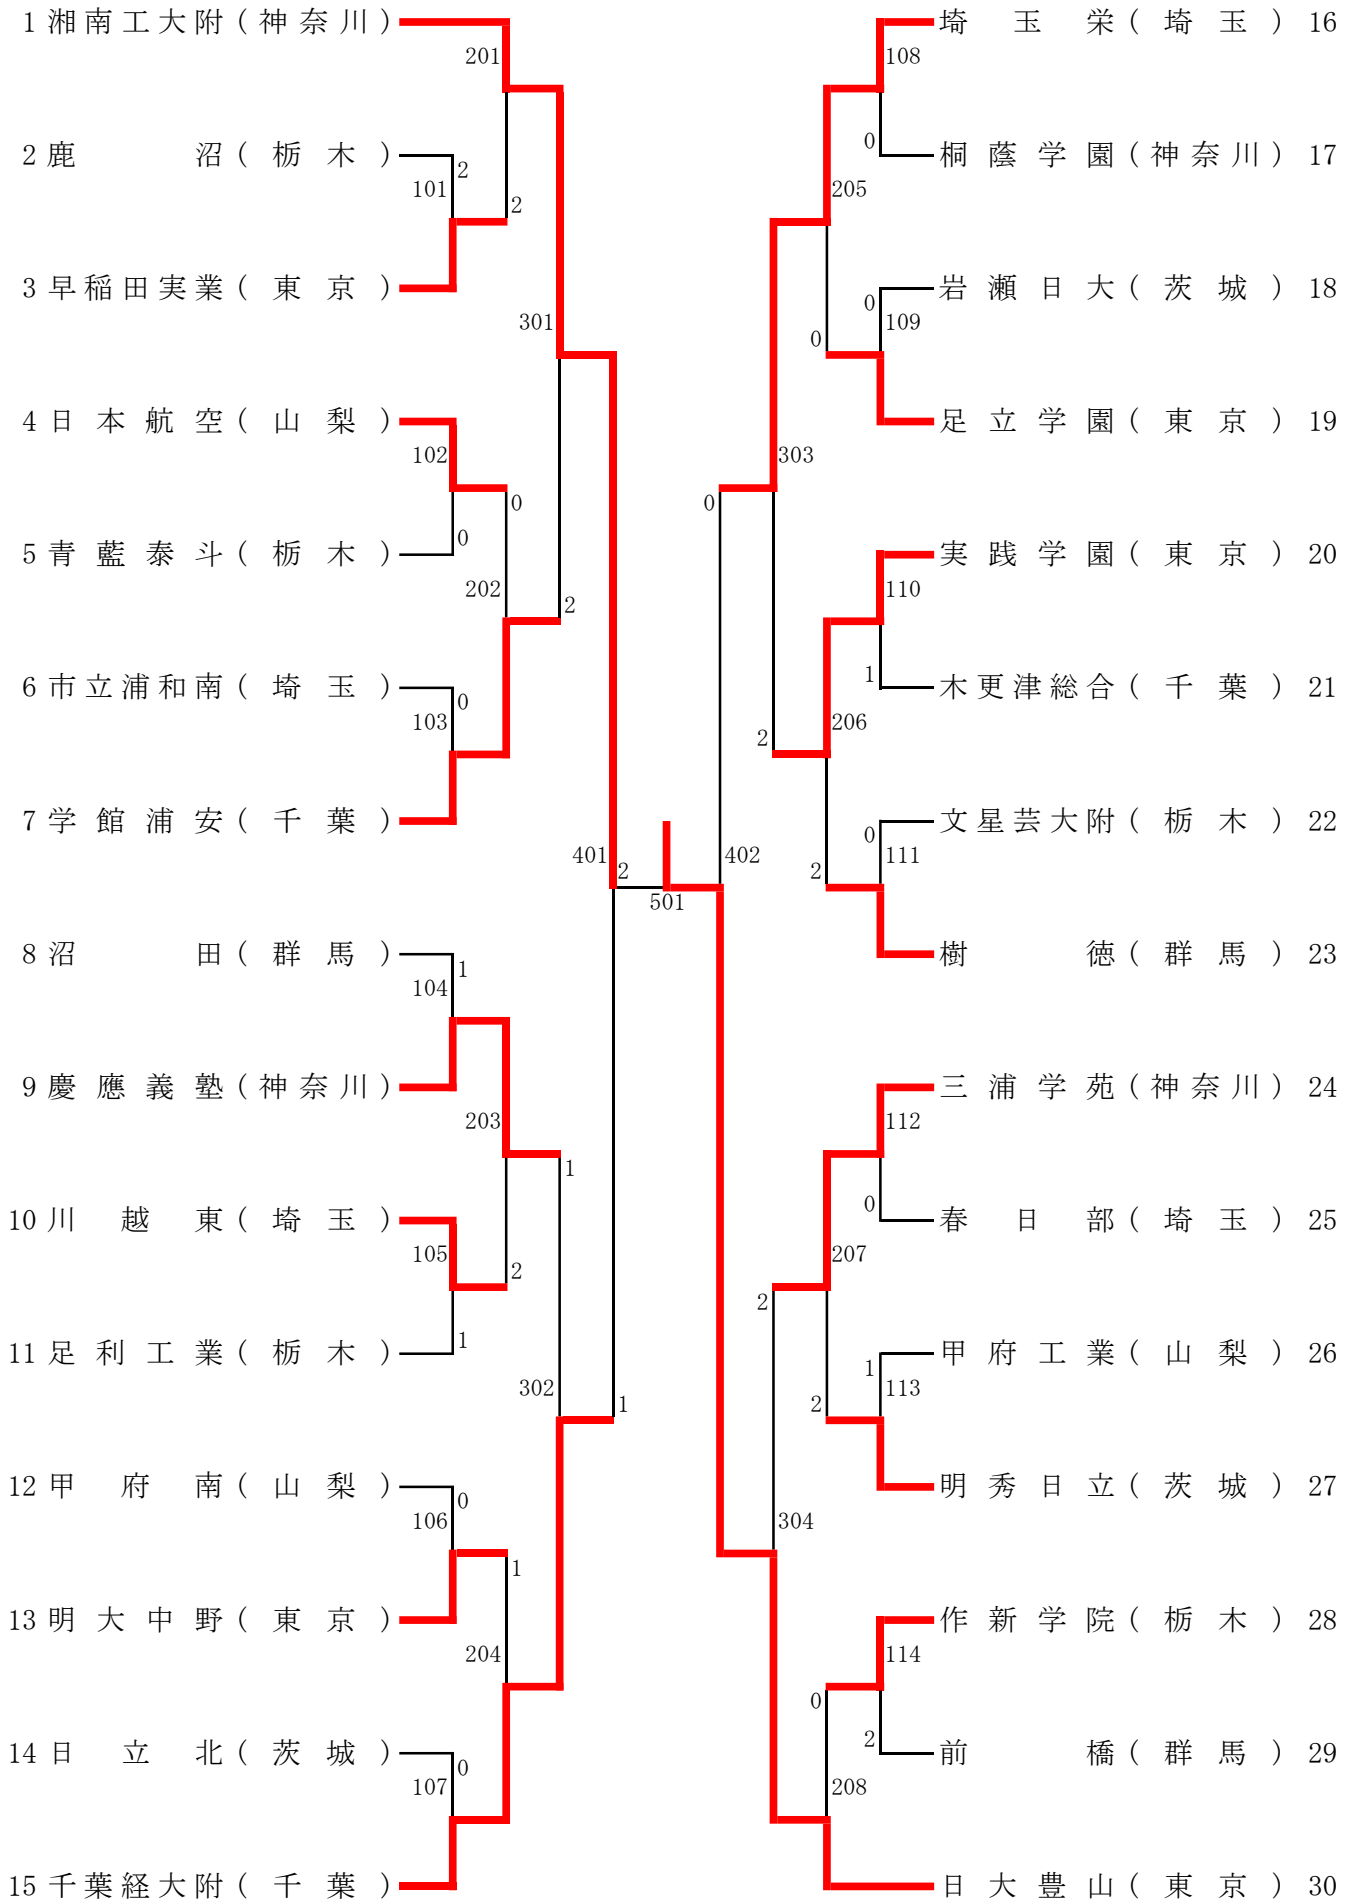 1 湘南工大附(神奈川)
201
2 鹿沼(栃木)
2
101
2
3 早稲田実業(東京)
301
4 日本航空(山梨)
102
0
0
5 青藍泰斗(栃木)
202
2
6 市立浦和南(埼玉)
0
103
7 学館浦安(千葉)
401
2
8 沼田(群馬)
1
104
9 慶應義塾(神奈川)
203
1
10 川越東(埼玉)
105
2
1
11 足利工業(栃木)
302
1
12 甲府南(山梨)
0
106
1
13 明大中野(東京)
204
14 日立北(茨城)
0
107
15 千葉経大附(千葉)
501
埼玉栄(埼玉) 16
108
0
桐蔭学園(神奈川) 17
205
岩瀬日大(茨城) 18
0
109
0
足立学園(東京) 19
303
0
実践学園(東京) 20
110
1
木更津総合(千葉) 21
206
2
文星芸大附(栃木) 22
0
111
2
402
樹徳(群馬) 23
三浦学苑(神奈川) 24
112
0
春日部(埼玉) 25
207
2
甲府工業(山梨) 26
1
113
2
明秀日立(茨城) 27
304
作新学院(栃木) 28
114
0
2
前橋(群馬) 29
208
日大豊山(東京) 30